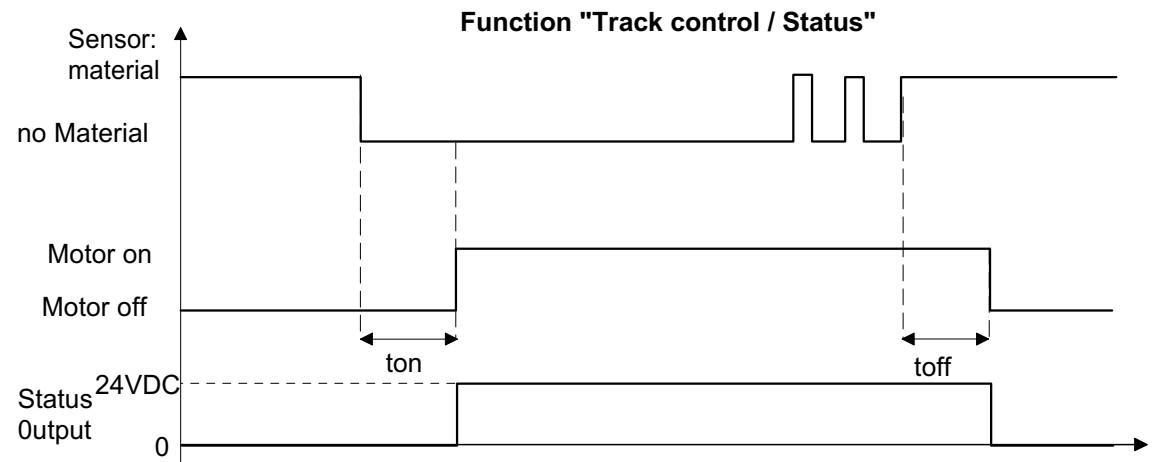 Function "Track control / Status"
Sensor:
material
no Material
Motor on
Motor off
ton
toff
24VDC
Status
0utput
0